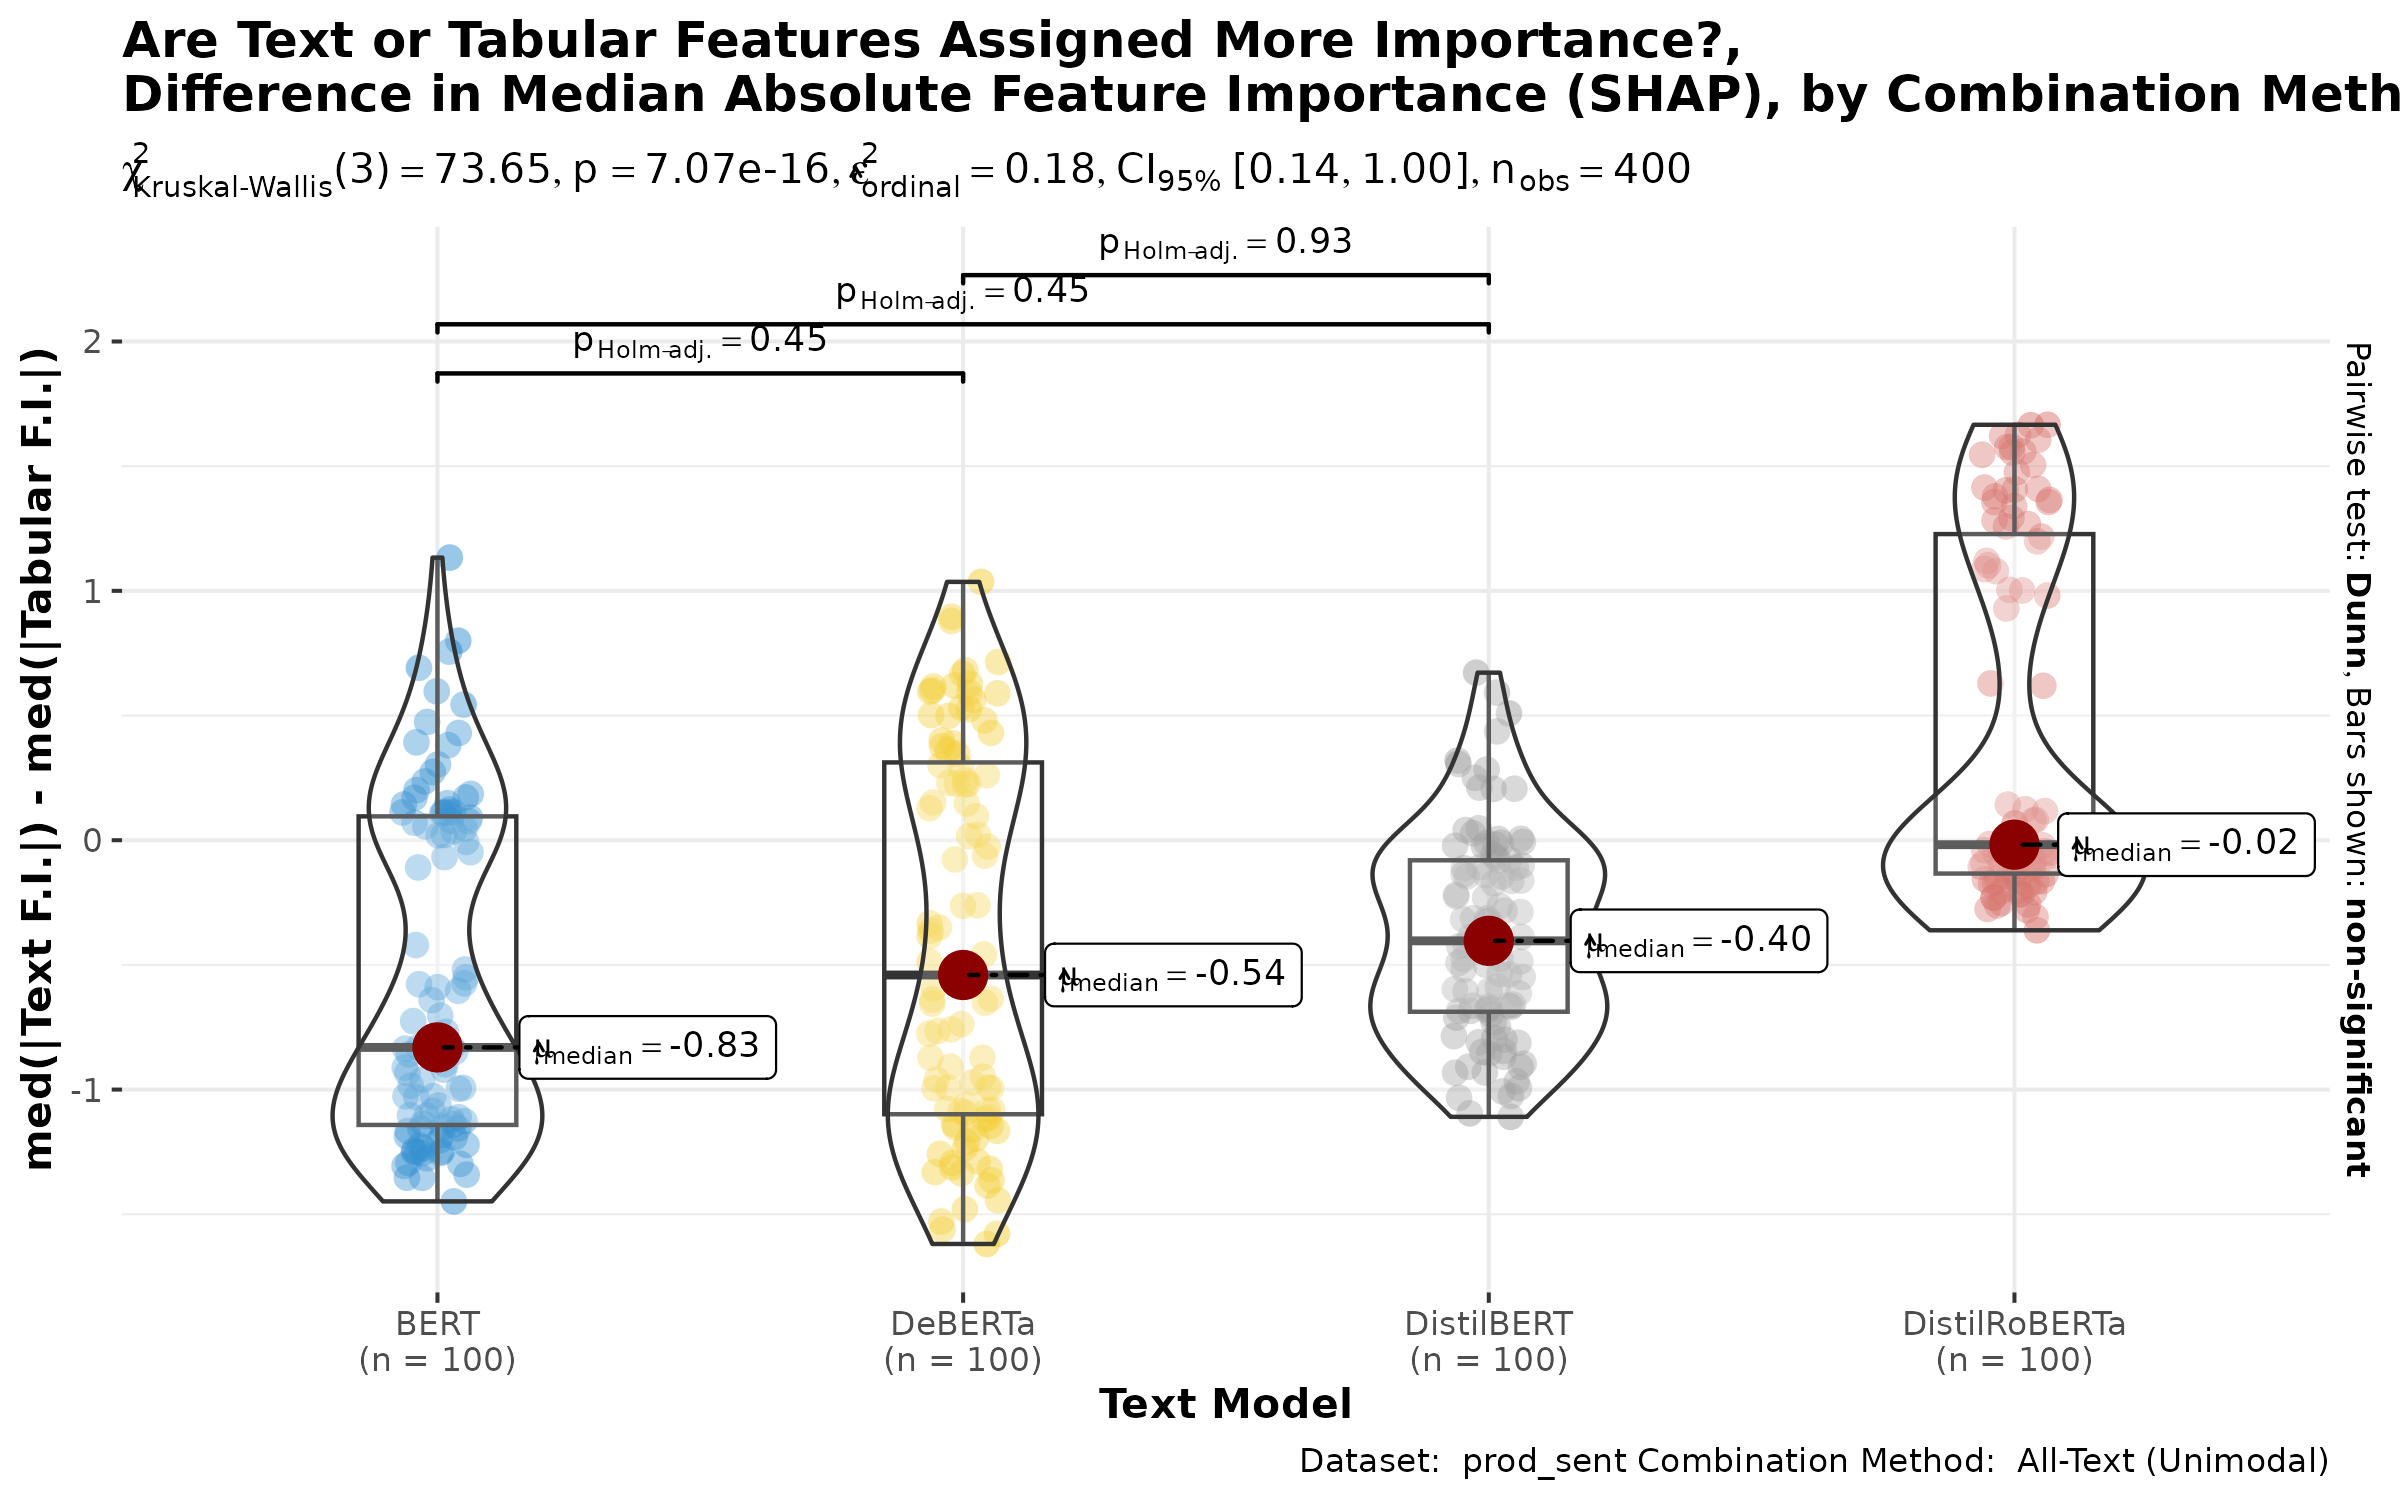 Are Text or Tabular Features Assigned More Importance?,
Difference in Median Absolute Feature Importance (SHAP), by Combination Meth
χ²Kruskal-Wallis(3) = 73.65, p = 7.07e-16, ε̂²ordinal = 0.18, CI95% [0.14, 1.00], nobs = 400
pHolm-adj. = 0.93
pHolm-adj. = 0.45
pHolm-adj. = 0.45
med(|Text F.I.|) - med(|Tabular F.I.|)
2
1
0
-1
μ̂median = -0.83
μ̂median = -0.54
μ̂median = -0.40
μ̂median = -0.02
Pairwise test: Dunn, Bars shown: non-significant
BERT
(n = 100)
DeBERTa
(n = 100)
DistilBERT
(n = 100)
DistilRoBERTa
(n = 100)
Text Model
Dataset: prod_sent Combination Method: All-Text (Unimodal)